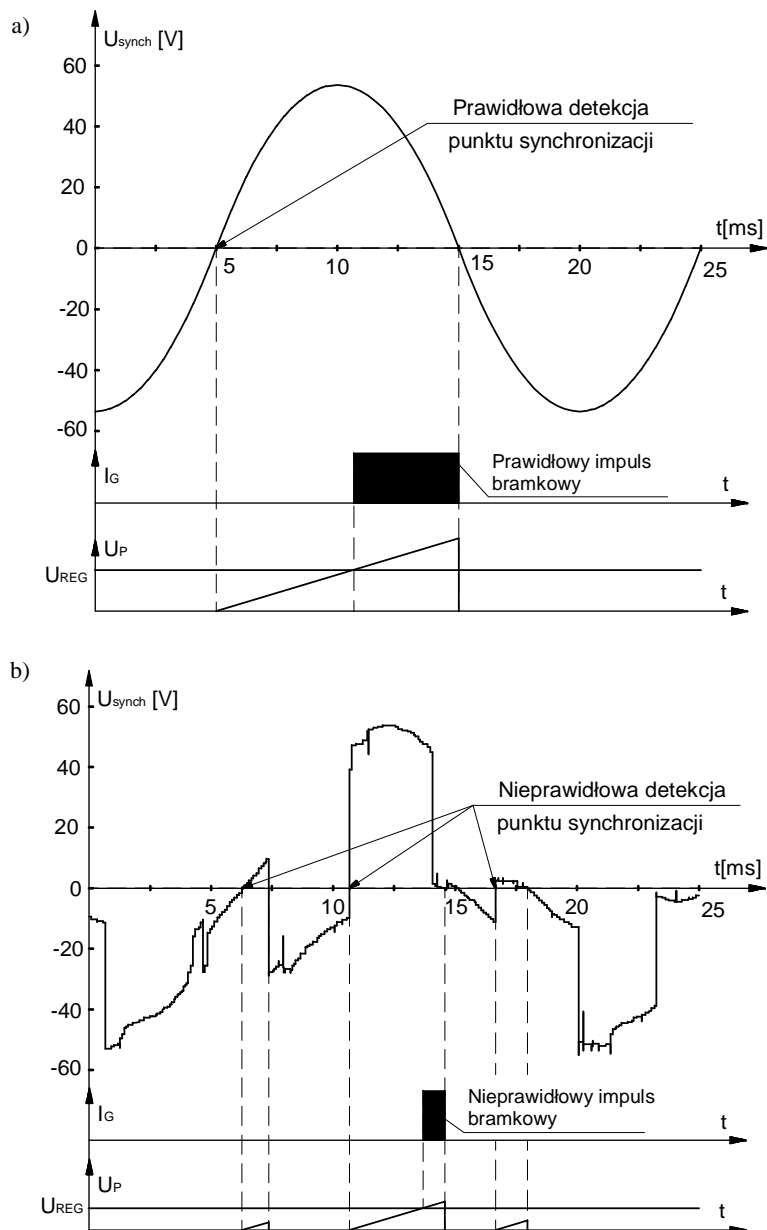 a)
Usynch [V]
60
40
20
0
-20
-40
-60
Prawidłowa detekcja
punktu synchronizacji
t[ms]
5
10
15
20
25
IG
Prawidłowy impuls
bramkowy
t
UP
UREG
t
b)
Usynch [V]
60
40
20
0
-20
-40
-60
Nieprawidłowa detekcja
punktu synchronizacji
t[ms]
5
10
15
20
25
IG
Nieprawidłowy impuls
bramkowy
t
UP
UREG
t